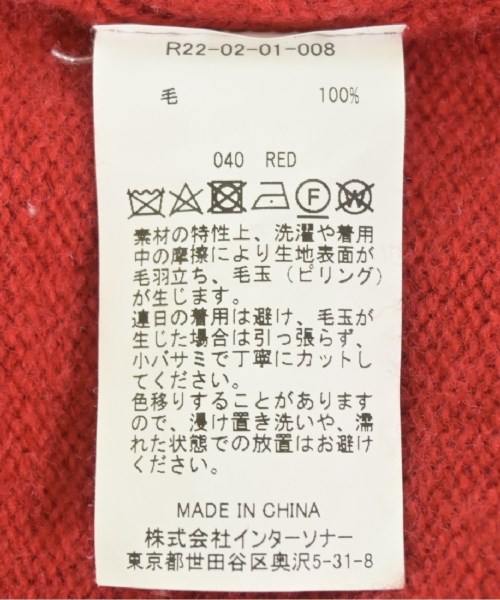 R22-02-01-008
毛 100%
040 RED
F W
素材の特性上、洗濯や着用
中の摩擦により生地表面が
毛羽立ち、毛玉（ピリング）
が生じます。
連日の着用は避け、毛玉が
生じた場合は引っ張らず、
小バサミで丁寧にカットし
てください。
色移りすることがあります
ので、浸け置き洗いや、濡
れた状態での放置はお避け
ください。
MADE IN CHINA
株式会社インターソナー
東京都世田谷区奥沢5-31-8